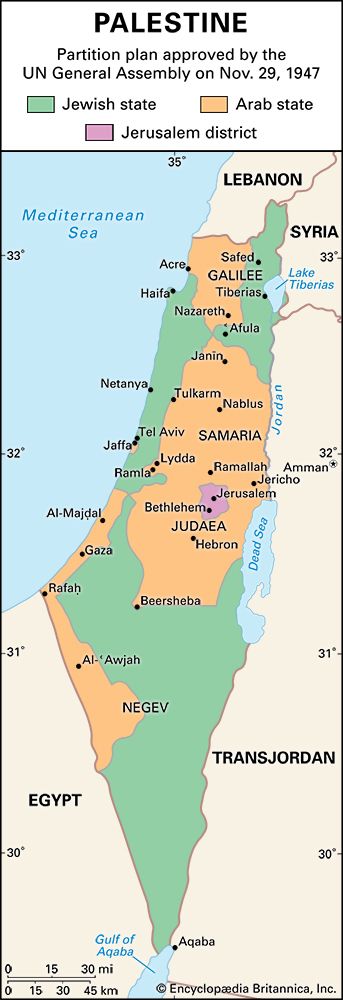 PALESTINE
Partition plan approved by the
UN General Assembly on Nov. 29, 1947
Jewish state
Arab state
Jerusalem district
35°
LEBANON
Mediterranean
Sea
SYRIA
33°
33°
Safed
Acre
GALILEE
Lake
Tiberias
Haifa
Tiberias
Nazareth
Afula
Janīn
Netanya
Tulkarm
Nablus
Jordan
Tel Aviv
SAMARIA
Jaffa
32°
32°
Lydda
Ramla
Ramallah
Amman
Jericho
Jerusalem
Al-Majdal
Bethlehem
JUDAEA
Dead Sea
Hebron
Gaza
Rafaḥ
Beersheba
31°
31°
Al-ʿAwjah
NEGEV
TRANSJORDAN
EGYPT
30°
30°
Gulf of
Aqaba
Aqaba
0 15 30 mi
0 15 30 45 km
© Encyclopædia Britannica, Inc.